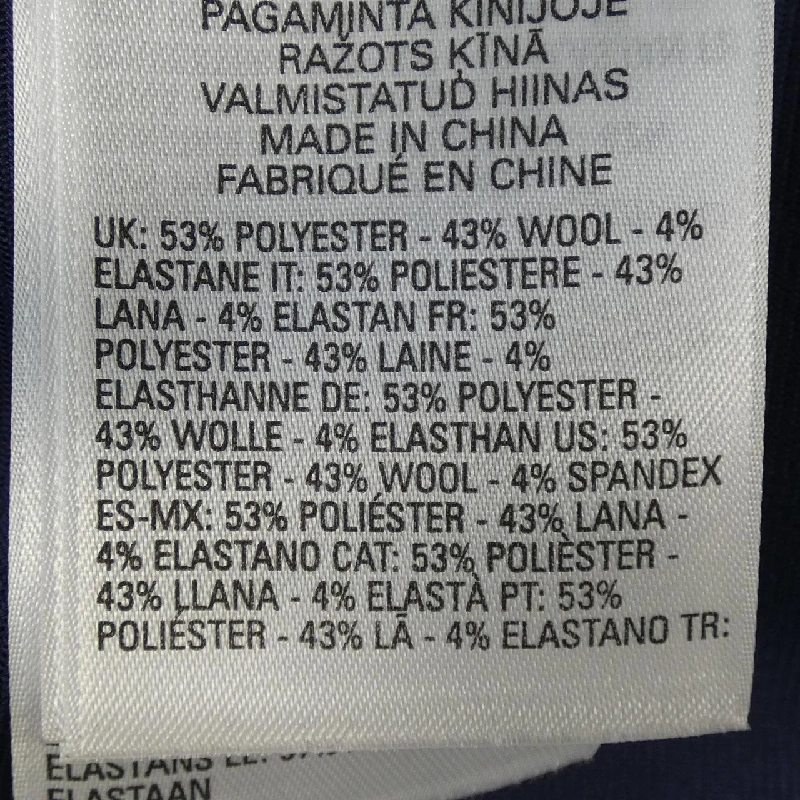 PAGAMINTA KINIJOJE
RAŽOTS ĶĪNĀ
VALMISTATUD HIINAS
MADE IN CHINA
FABRIQUÉ EN CHINE
UK: 53% POLYESTER - 43% WOOL - 4%
ELASTANE IT: 53% POLIESTERE - 43%
LANA - 4% ELASTAN FR: 53%
POLYESTER - 43% LAINE - 4%
ELASTHANNE DE: 53% POLYESTER -
43% WOLLE - 4% ELASTHAN US: 53%
POLYESTER - 43% WOOL - 4% SPANDEX
ES-MX: 53% POLIÉSTER - 43% LANA -
4% ELASTANO CAT: 53% POLIÈSTER -
43% LLANA - 4% ELASTÀ PT: 53%
POLIÉSTER - 43% LÃ - 4% ELASTANO TR:
ELASTANS
ELASTAAN